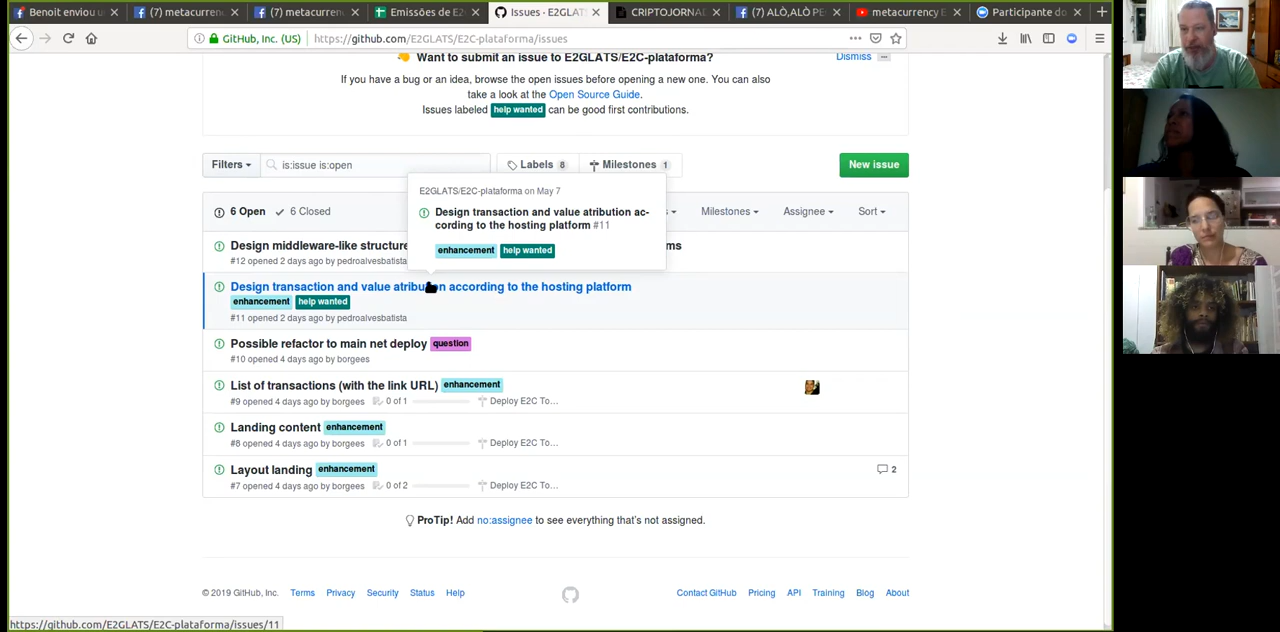 Benoit enviou u
(7) metacurren
(7) metacurren
Emissões de E2
Issues · E2GLAT
CRIPTOJORNA
(7) ALÒ,ALÒ PE
metacurrency E
Participante do
GitHub, Inc. (US)
https://github.com/E2GLATS/E2C-plataforma/issues
Want to submit an issue to E2GLATS/E2C-plataforma?
Dismiss
If you have a bug or an idea, browse the open issues before opening a new one. You can also
take a look at the Open Source Guide.
Issues labeled help wanted can be good first contributions.
Filters
is:issue is:open
Labels 8
Milestones 1
New issue
E2GLATS/E2C-plataforma on May 7
Design transaction and value atribution ac-
cording to the hosting platform #11
enhancement help wanted
6 Open
6 Closed
Milestones
Assignee
Sort
Design middleware-like structure
#12 opened 2 days ago by pedroalvesbatista
Design transaction and value atribution according to the hosting platform
enhancement help wanted
#11 opened 2 days ago by pedroalvesbatista
Possible refactor to main net deploy question
#10 opened 4 days ago by borgees
List of transactions (with the link URL) enhancement
#9 opened 4 days ago by borgees 0 of 1 Deploy E2C To...
Landing content enhancement
#8 opened 4 days ago by borgees 0 of 1 Deploy E2C To...
Layout landing enhancement
2
#7 opened 4 days ago by borgees 0 of 2 Deploy E2C To...
ProTip! Add no:assignee to see everything that's not assigned.
© 2019 GitHub, Inc. Terms Privacy Security Status Help
Contact GitHub Pricing API Training Blog About
https://github.com/E2GLATS/E2C-plataforma/issues/11